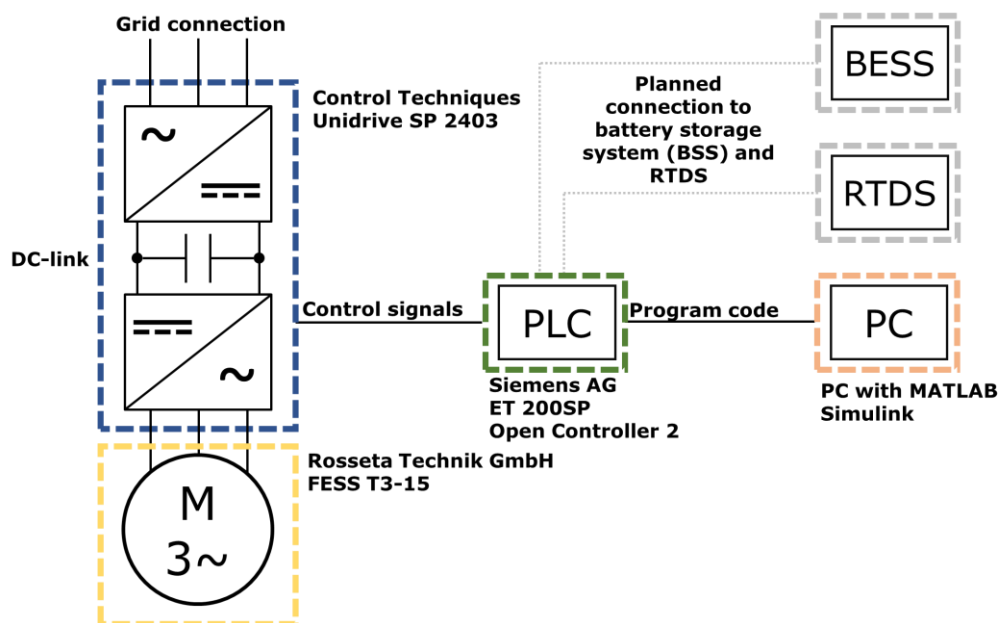 Grid connection
~
Control Techniques
Unidrive SP 2403
DC-link
~
Control signals
PLC
Siemens AG
ET 200SP
Open Controller 2
Planned
connection to
battery storage
system (BSS) and
RTDS
BESS
RTDS
Program code
PC
PC with MATLAB
Simulink
Rosseta Technik GmbH
FESS T3-15
M
3~